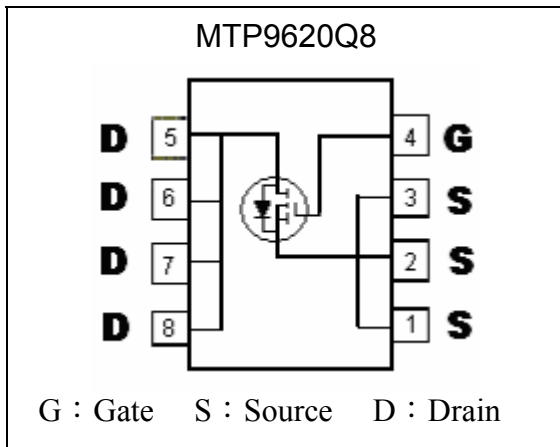 MTP9620Q8
D 5 4 G
D 6 3 S
D 7 2 S
D 8 1 S
G：Gate S：Source D：Drain